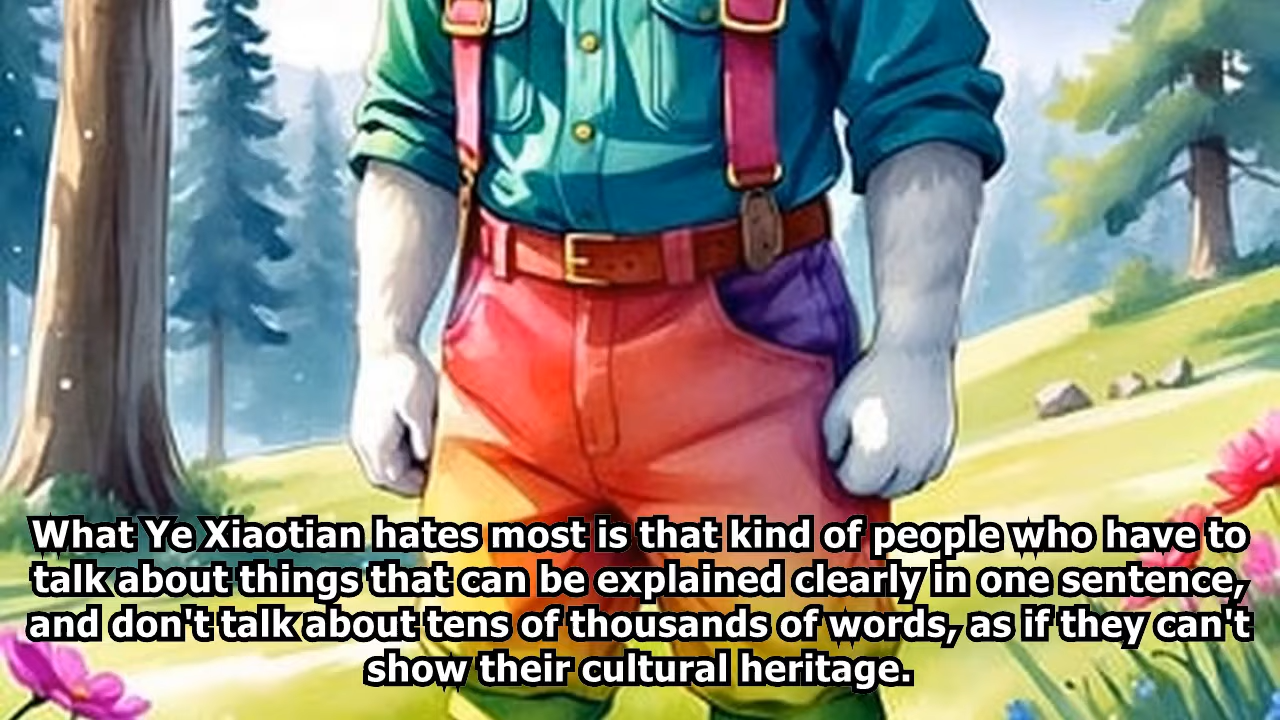 What Ye Xiaotian hates most is that kind of people who have to
talk about things that can be explained clearly in one sentence,
and don't talk about tens of thousands of words, as if they can't
show their cultural heritage.